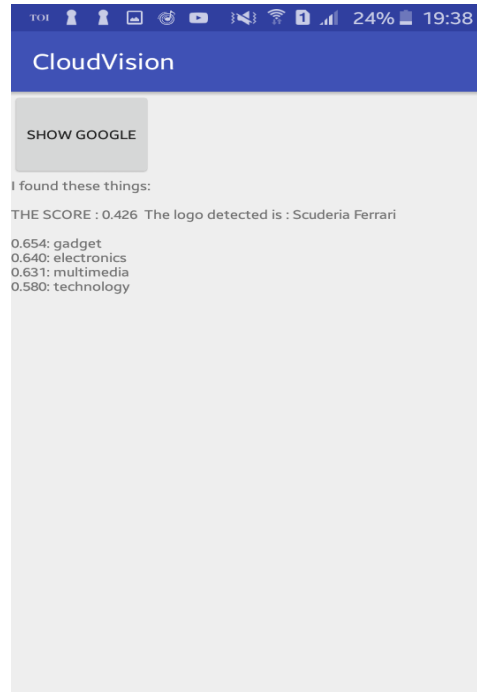 TOI 1 24% 19:38
CloudVision
SHOW GOOGLE
I found these things:
THE SCORE : 0.426 The logo detected is : Scuderia Ferrari
0.654: gadget
0.640: electronics
0.631: multimedia
0.580: technology